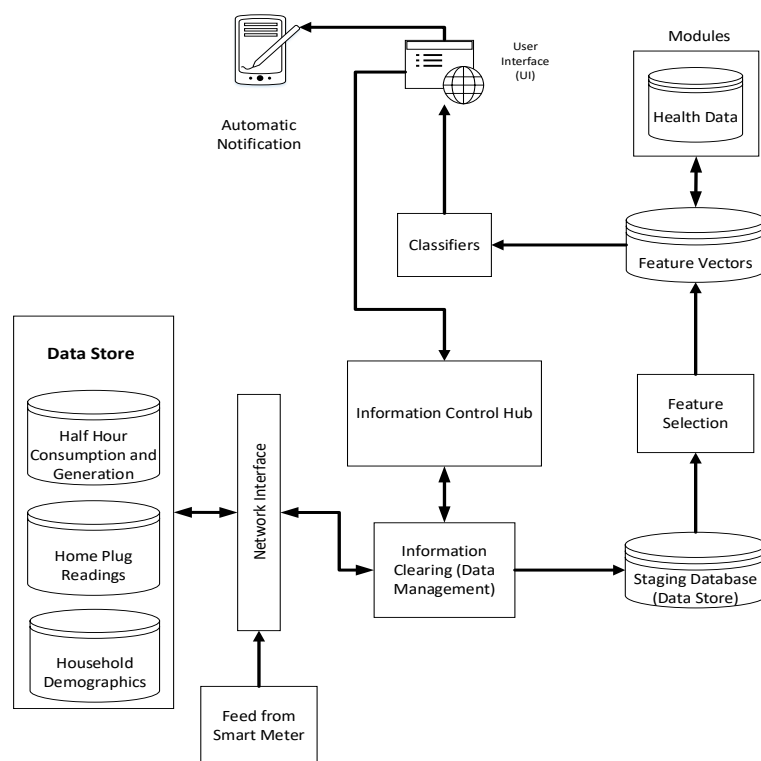 Automatic
Notification
User
Interface
(UI)
Modules
Health Data
Classifiers
Feature Vectors
Data Store
Half Hour
Consumption and
Generation
Home Plug
Readings
Household
Demographics
Network Interface
Information Control Hub
Feature
Selection
Information
Clearing (Data
Management)
Staging Database
(Data Store)
Feed from
Smart Meter